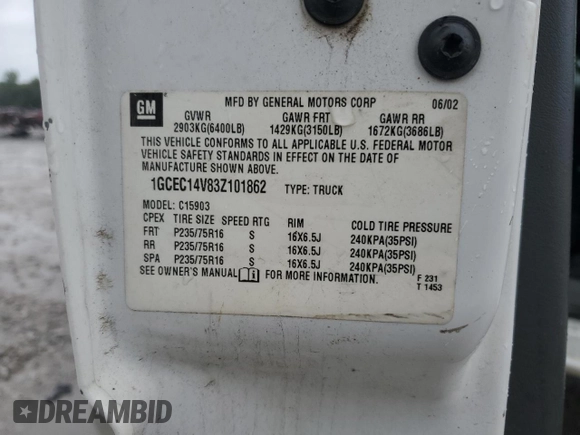 GM
MFD BY GENERAL MOTORS CORP 06/02
GVWR GAWR FRT GAWR RR
2903KG(6400LB) 1429KG(3150LB) 1672KG(3686LB)
THIS VEHICLE CONFORMS TO ALL APPLICABLE U.S. FEDERAL MOTOR
VEHICLE SAFETY STANDARDS IN EFFECT ON THE DATE OF
MANUFACTURE SHOWN ABOVE.
1GCEC14V83Z101862 TYPE: TRUCK
MODEL: C15903
CPEX TIRE SIZE SPEED RTG RIM COLD TIRE PRESSURE
FRT P235/75R16 S 16X6.5J 240KPA(35PSI)
RR P235/75R16 S 16X6.5J 240KPA(35PSI)
SPA P235/75R16 S 16X6.5J 240KPA(35PSI)
SEE OWNER'S MANUAL FOR MORE INFORMATION.
F 231
T 1453
DREAMBID